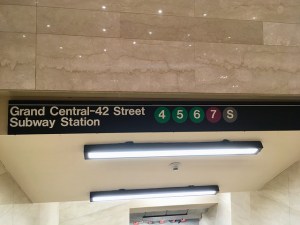 Grand Central-42 Street 4 5 6 7 S
Subway Station